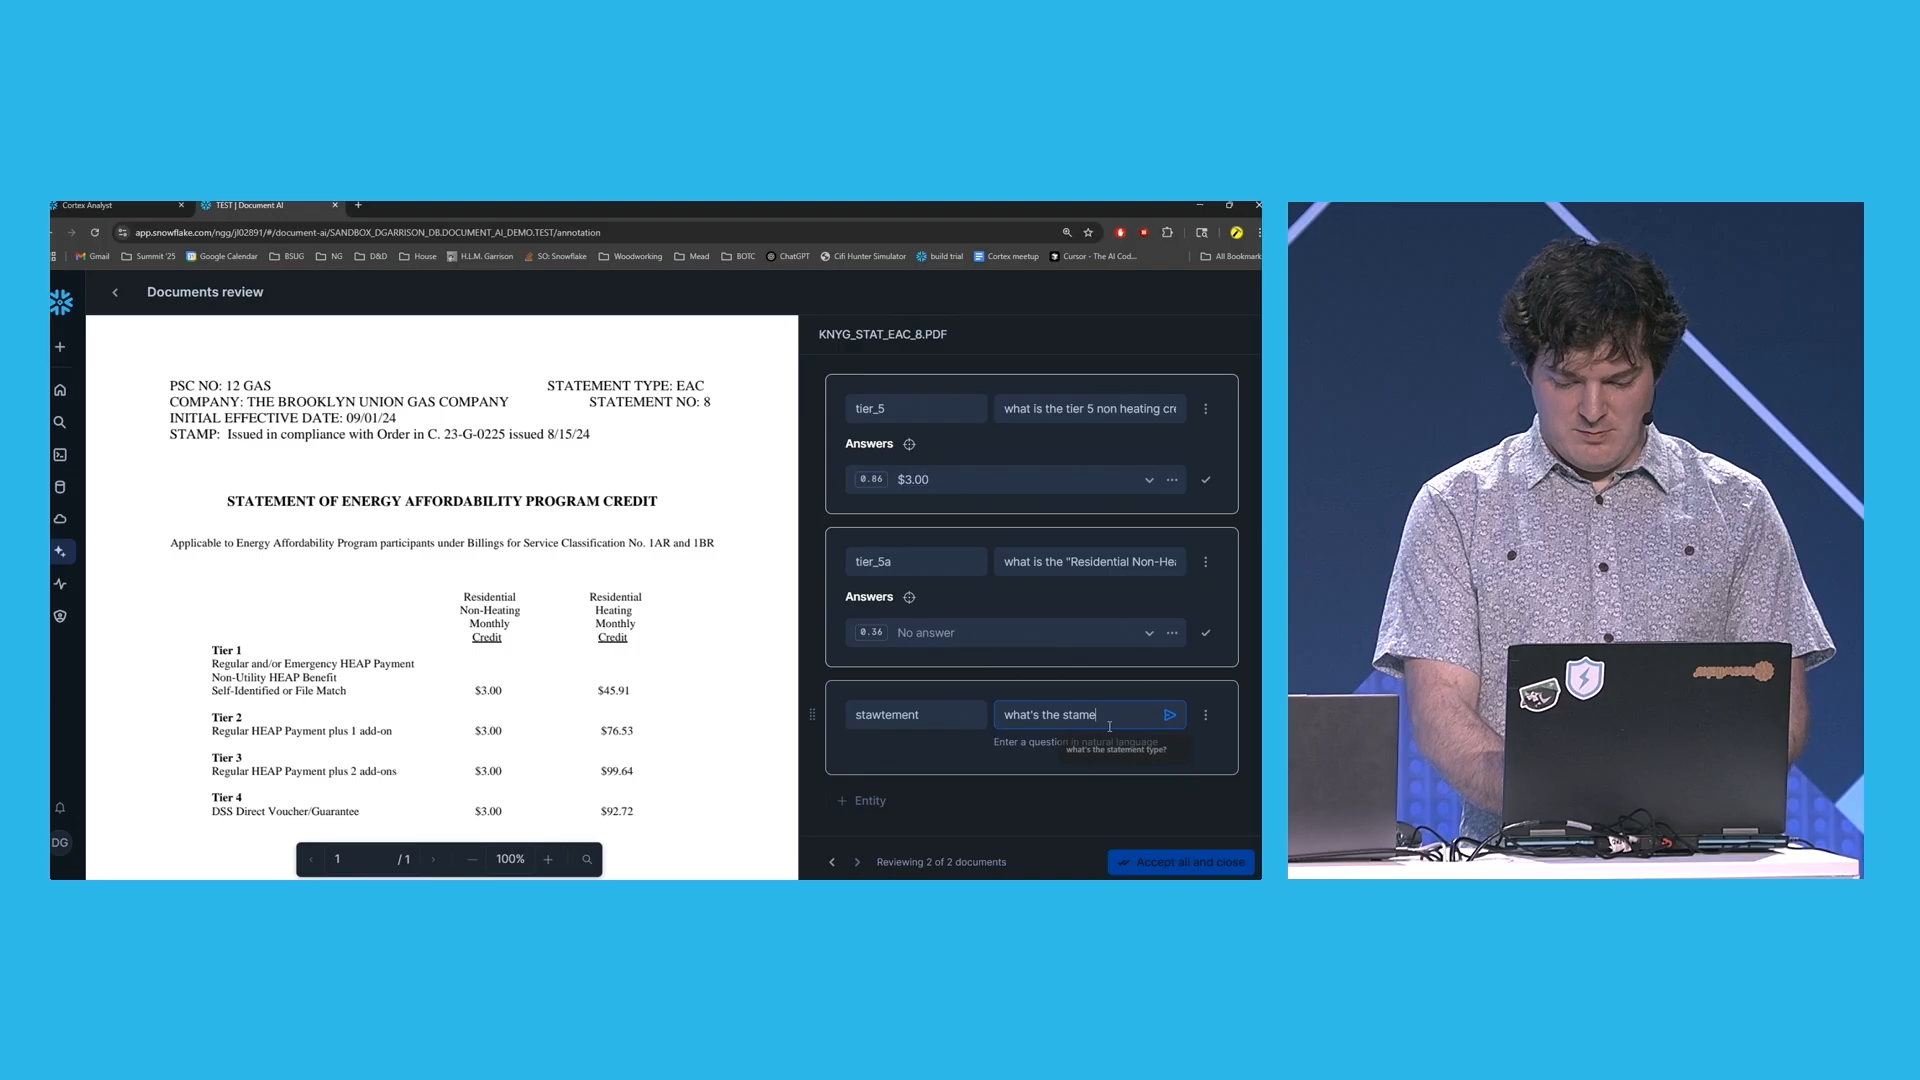 Cortex Analyst
TEST | Document AI
app.snowflake.com/ngg/jl02891/#/document-ai/SANDBOX_DGARRISON_DB.DOCUMENT_AI_DEMO.TEST/annotation
Gmail Summit '25 Google Calendar BSUG NG D&D House H.L.M. Garrison SO: Snowflake Woodworking Mead BOTC ChatGPT Cifi Hunter Simulator build trial Cortex meetup Cursor - The AI Cod... All Bookmark
Documents review
PSC NO: 12 GAS STATEMENT TYPE: EAC
COMPANY: THE BROOKLYN UNION GAS COMPANY STATEMENT NO: 8
INITIAL EFFECTIVE DATE: 09/01/24
STAMP: Issued in compliance with Order in C. 23-G-0225 issued 8/15/24
STATEMENT OF ENERGY AFFORDABILITY PROGRAM CREDIT
Applicable to Energy Affordability Program participants under Billings for Service Classification No. 1AR and 1BR
Residential Residential
Non-Heating Heating
Monthly Monthly
Credit Credit
Tier 1
Regular and/or Emergency HEAP Payment
Non-Utility HEAP Benefit
Self-Identified or File Match $3.00 $45.91
Tier 2
Regular HEAP Payment plus 1 add-on $3.00 $76.53
Tier 3
Regular HEAP Payment plus 2 add-ons $3.00 $99.64
Tier 4
DSS Direct Voucher/Guarantee $3.00 $92.72
1 / 1 100%
DG
KNYG_STAT_EAC_8.PDF
tier_5 what is the tier 5 non heating cre
Answers
0.86 $3.00
tier_5a what is the "Residential Non-Hea
Answers
0.36 No answer
stawtement what's the stame
Enter a question in natural language
what's the statement type?
+ Entity
Reviewing 2 of 2 documents
Accept all and close